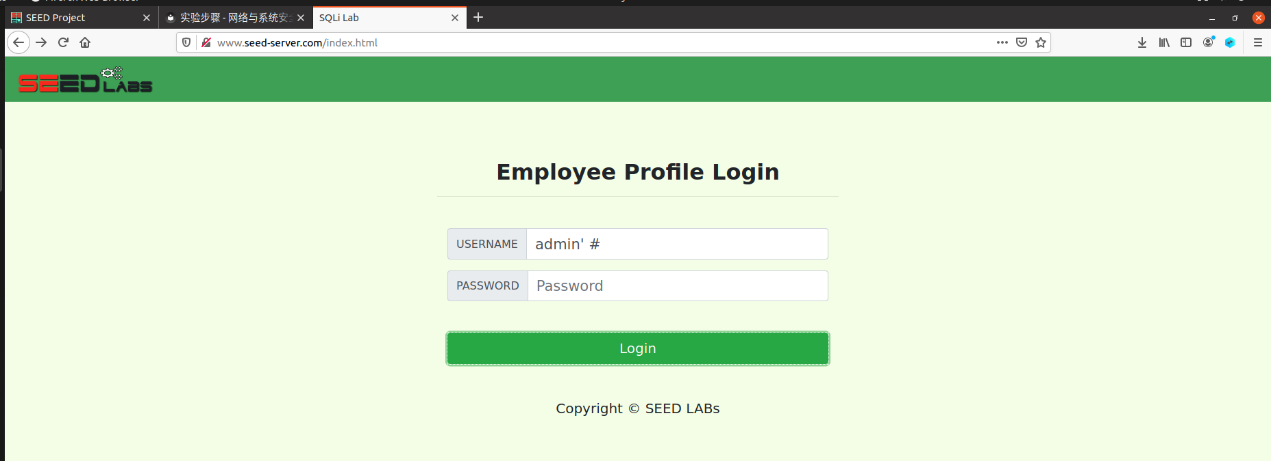 SEED Project
实验步骤 - 网络与系统安全
SQLi Lab
www.seed-server.com/index.html
SEED LABS
Employee Profile Login
USERNAME admin' #
PASSWORD Password
Login
Copyright © SEED LABs